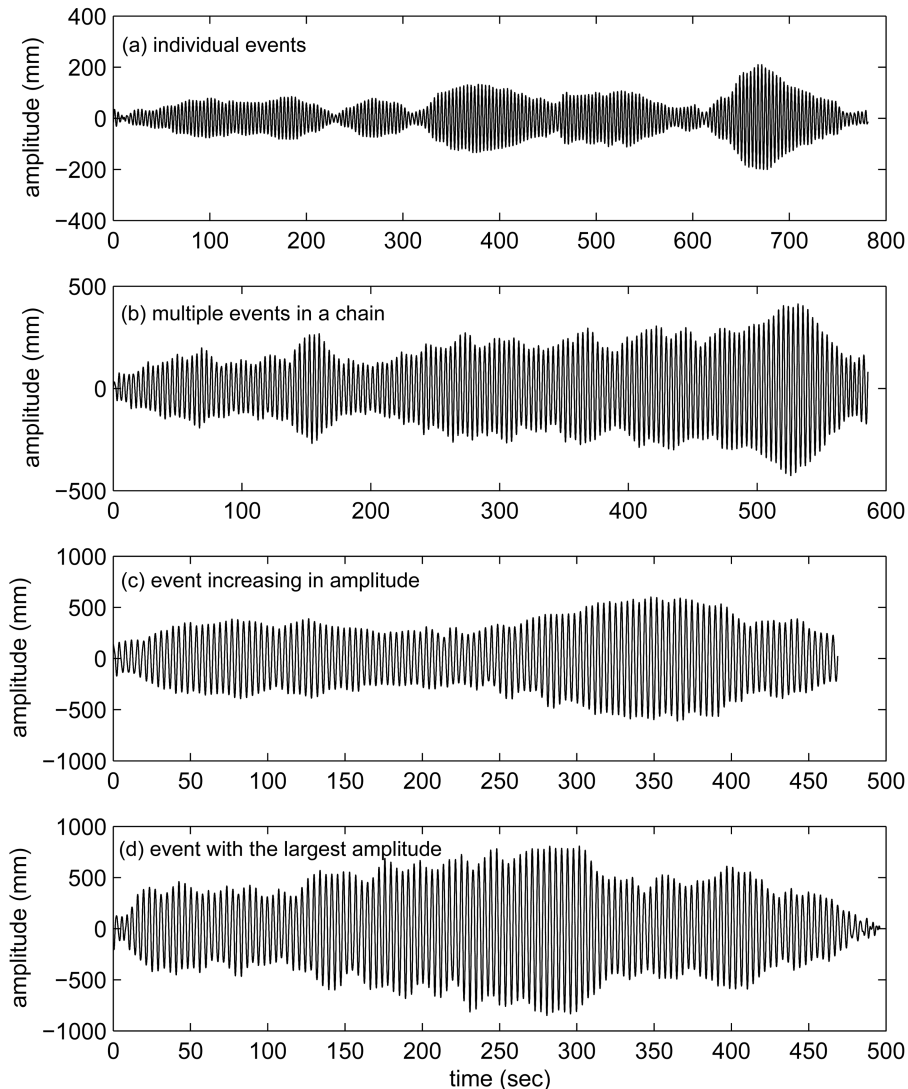 400
200
0
−200
−400
amplitude (mm)
(a) individual events
0 100 200 300 400 500 600 700 800
500
0
−500
amplitude (mm)
(b) multiple events in a chain
0 100 200 300 400 500 600
1000
500
0
−500
−1000
amplitude (mm)
(c) event increasing in amplitude
0 50 100 150 200 250 300 350 400 450 500
1000
500
0
−500
−1000
amplitude (mm)
(d) event with the largest amplitude
0 50 100 150 200 250 300 350 400 450 500
time (sec)